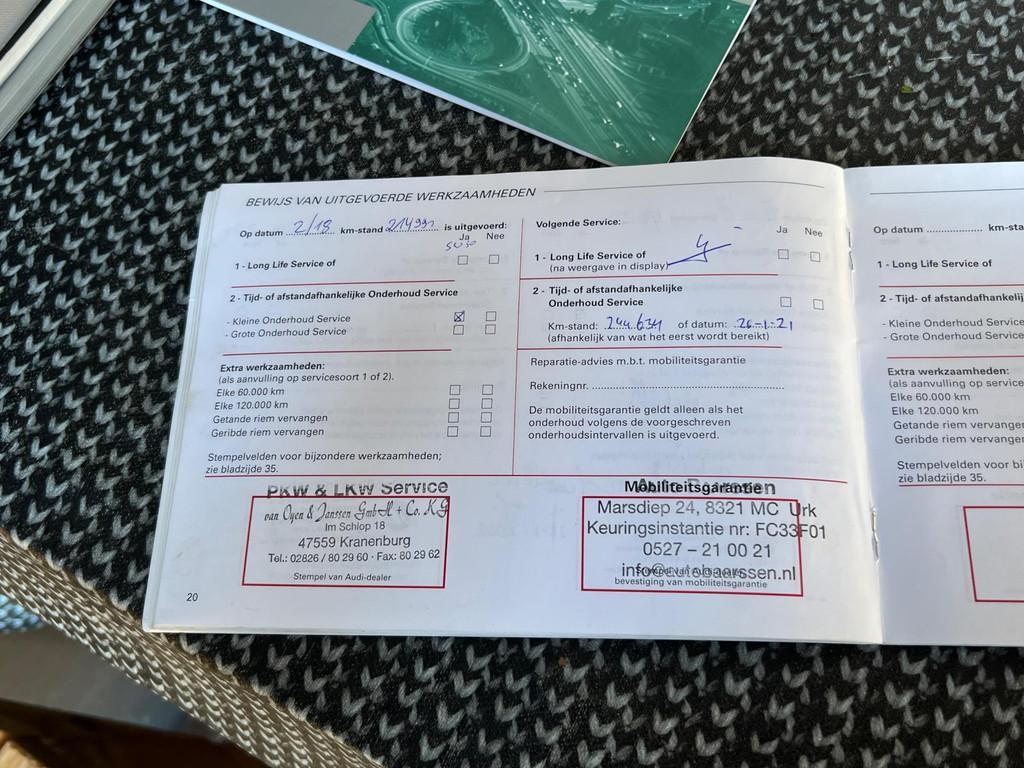 BEWIJS VAN UITGEVOERDE WERKZAAMHEDEN
Op datum 2/18 km-stand 214991 is uitgevoerd:
Ja Nee
1 - Long Life Service of
2 - Tijd- of afstandafhankelijke Onderhoud Service
- Kleine Onderhoud Service
- Grote Onderhoud Service
Extra werkzaamheden:
(als aanvulling op servicesoort 1 of 2).
Elke 60.000 km
Elke 120.000 km
Getande riem vervangen
Geribde riem vervangen
Stempelvelden voor bijzondere werkzaamheden;
zie bladzijde 35.
PKW & LKW Service
van Oyen & Janssen GmbH + Co. KG
Im Schlop 18
47559 Kranenburg
Tel.: 02826 / 80 29 60 · Fax: 80 29 62
Stempel van Audi-dealer
20
Volgende Service:
Ja Nee
1 - Long Life Service of
(na weergave in display)
2 - Tijd- of afstandafhankelijke
Onderhoud Service
Km-stand: 244.634 of datum: 26-1-21
(afhankelijk van wat het eerst wordt bereikt)
Reparatie-advies m.b.t. mobiliteitsgarantie
Rekeningnr.
De mobiliteitsgarantie geldt alleen als het
onderhoud volgens de voorgeschreven
onderhoudsintervallen is uitgevoerd.
Mobiliteitsgarantie
Marsdiep 24, 8321 MC Urk
Keuringsinstantie nr: FC33F01
0527 – 21 00 21
info@autobaarssen.nl
bevestiging van mobiliteitsgarantie
Op datum km-sta
1 - Long Life Service of
2 - Tijd- of afstandafhankelij
- Kleine Onderhoud Service
- Grote Onderhoud Service
Extra werkzaamheden:
(als aanvulling op service
Elke 60.000 km
Elke 120.000 km
Getande riem vervangen
Geribde riem vervangen
Stempelvelden voor bi
zie bladzijde 35.